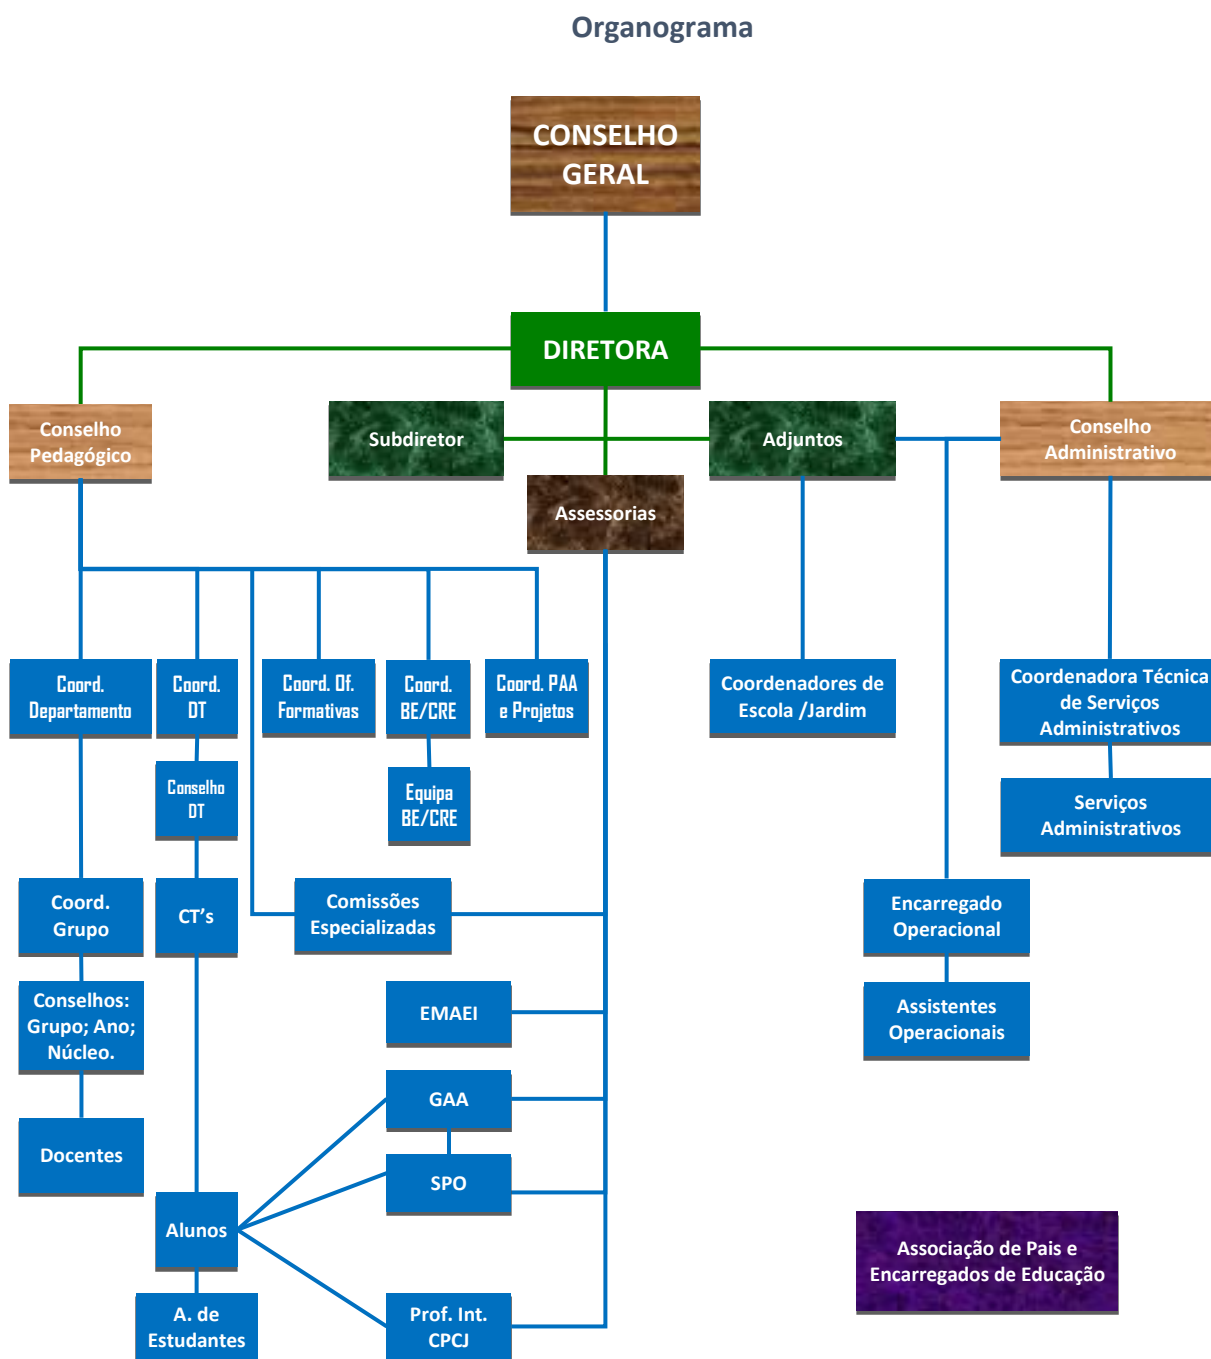 Organograma
CONSELHO
GERAL
DIRETORA
Conselho
Pedagógico
Subdiretor
Adjuntos
Conselho
Administrativo
Assessorias
Coord.
Departamento
Coord.
DT
Coord. Of.
Formativas
Coord.
BE/CRE
Coord. PAA
e Projetos
Coordenadores de
Escola /Jardim
Coordenadora Técnica
de Serviços
Administrativos
Conselho
DT
Equipa
BE/CRE
Serviços
Administrativos
Coord.
Grupo
CT's
Comissões
Especializadas
Encarregado
Operacional
Conselhos:
Grupo; Ano;
Núcleo.
EMAEI
Assistentes
Operacionais
GAA
Docentes
SPO
Alunos
Associação de Pais e
Encarregados de Educação
A. de
Estudantes
Prof. Int.
CPCJ